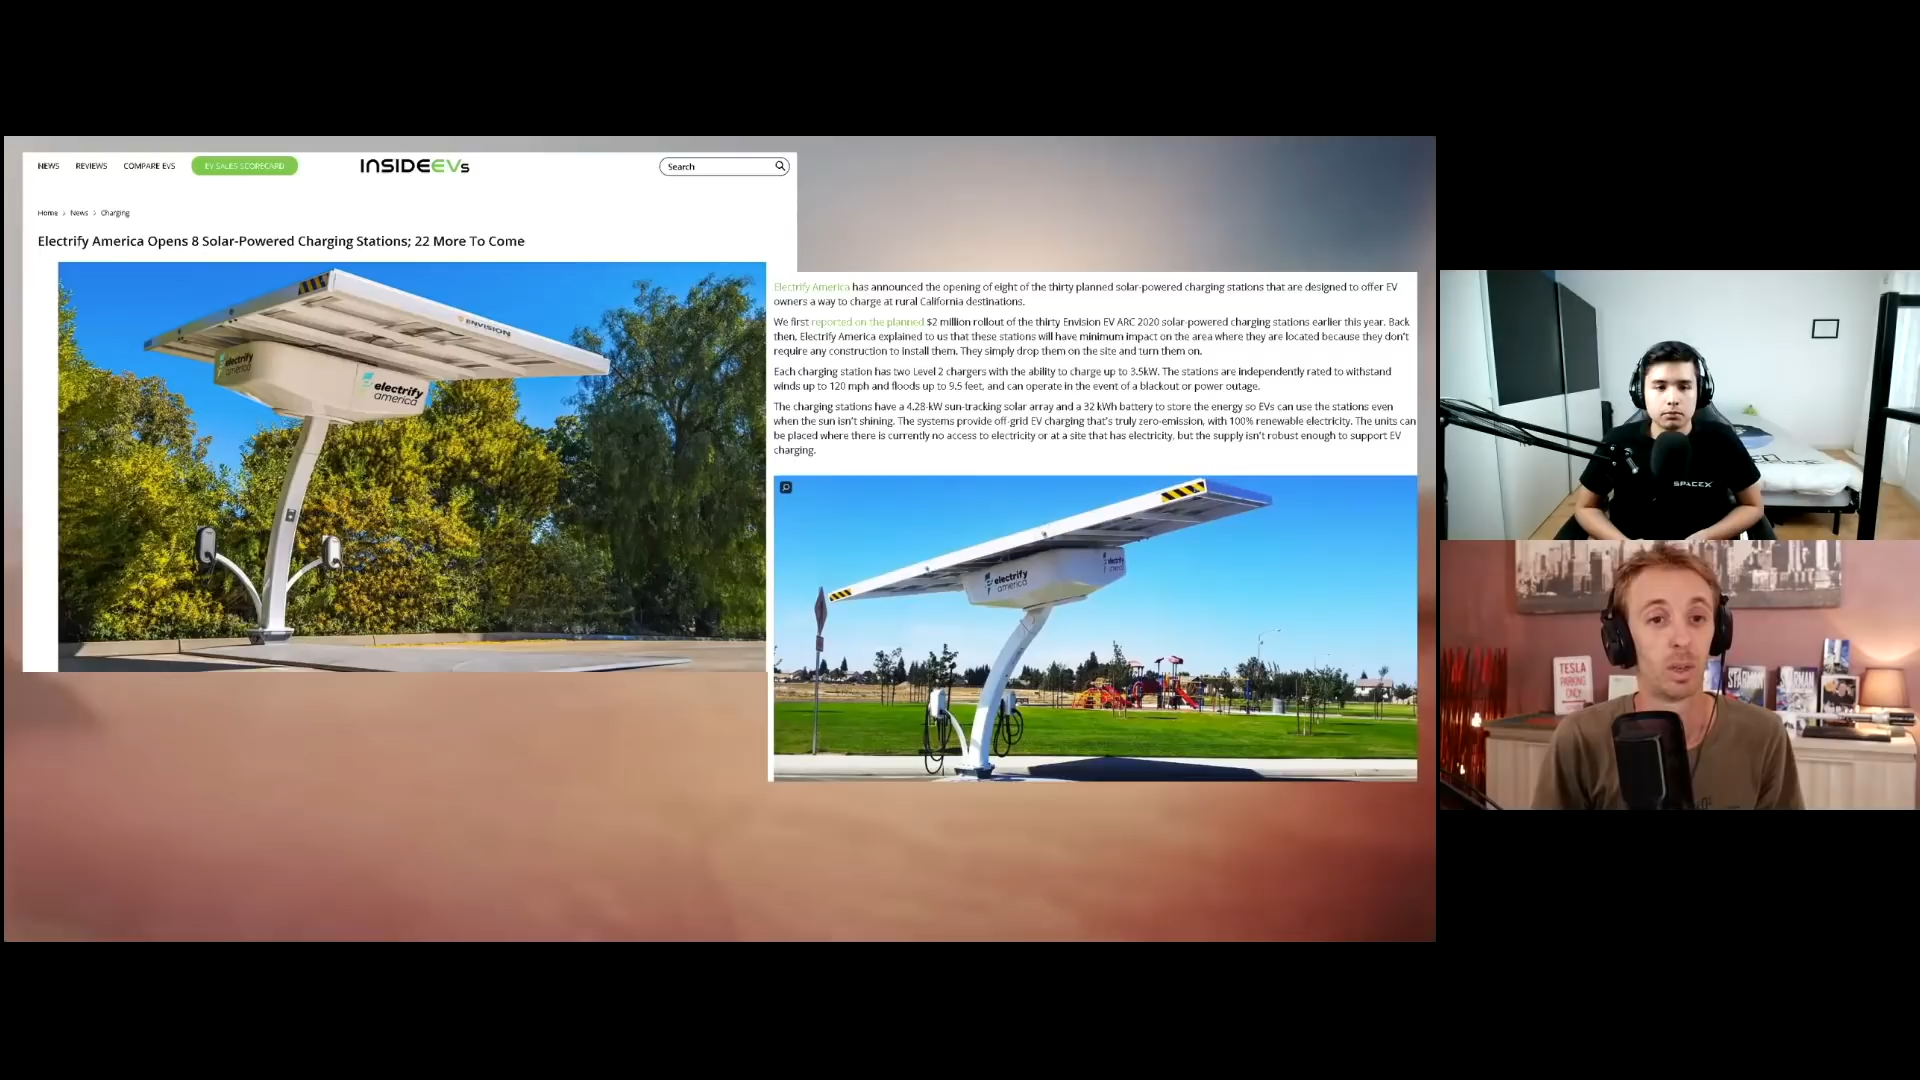 NEWS REVIEWS COMPARE EVS EV SALES SCORECARD INSIDEEVs Search
Home > News > Charging
Electrify America Opens 8 Solar-Powered Charging Stations; 22 More To Come
ENVISION
electrify
america
electrify
america
Electrify America has announced the opening of eight of the thirty planned solar-powered charging stations that are designed to offer EV
owners a way to charge at rural California destinations.
We first reported on the planned $2 million rollout of the thirty Envision EV ARC 2020 solar-powered charging stations earlier this year. Back
then, Electrify America explained to us that these stations will have minimum impact on the area where they are located because they don't
require any construction to install them. They simply drop them on the site and turn them on.
Each charging station has two Level 2 chargers with the ability to charge up to 3.5kW. The stations are independently rated to withstand
winds up to 120 mph and floods up to 9.5 feet, and can operate in the event of a blackout or power outage.
The charging stations have a 4.28-kW sun-tracking solar array and a 32 kWh battery to store the energy so EVs can use the stations even
when the sun isn't shining. The systems provide off-grid EV charging that's truly zero-emission, with 100% renewable electricity. The units can
be placed where there is currently no access to electricity or at a site that has electricity, but the supply isn't robust enough to support EV
charging.
electrify
america
electrify
america
SPACEX
TESLA
PARKING
ONLY
STARMAN